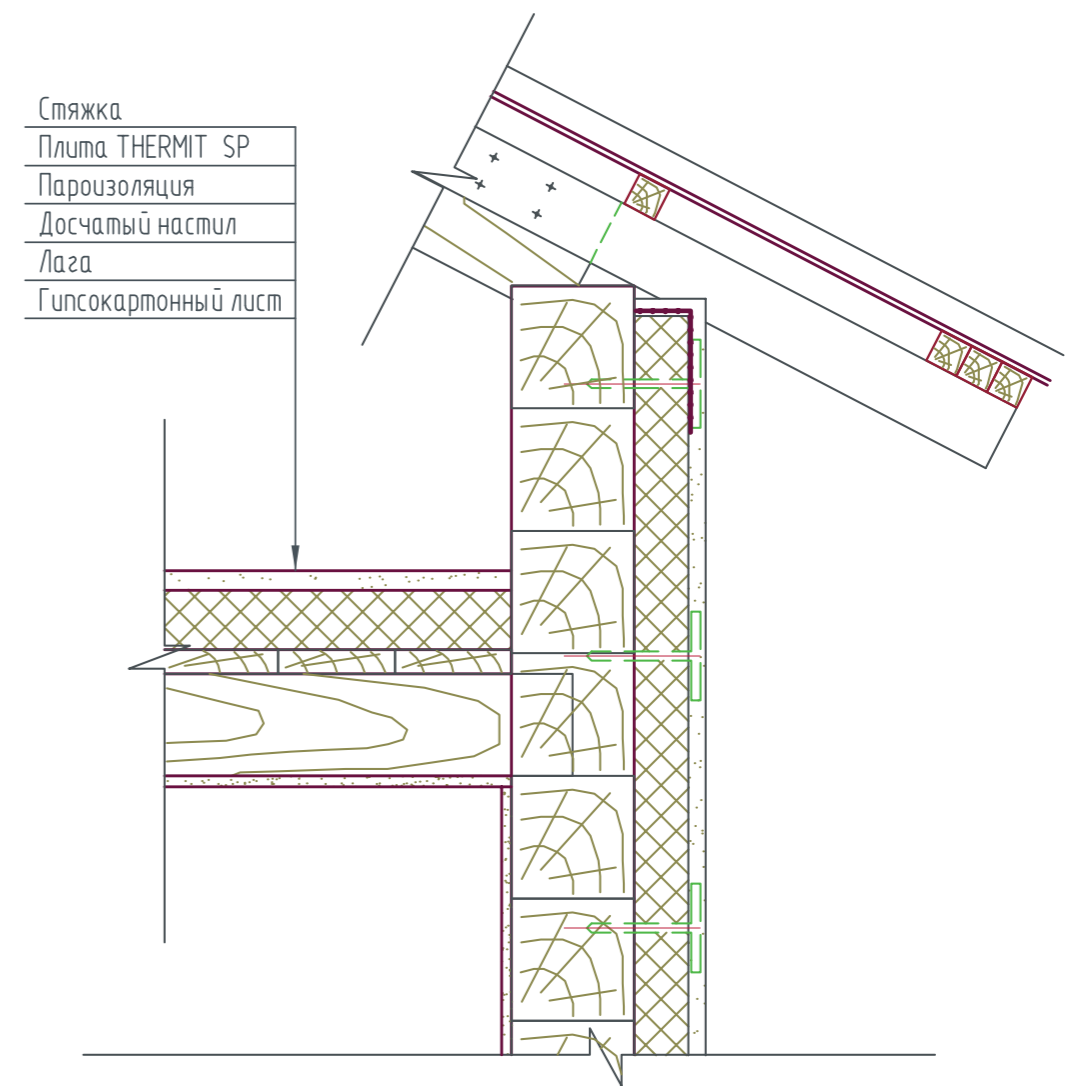 Стяжка
Плита THERMIT SP
Пароизоляция
Досчатый настил
Лага
Гипсокартонный лист